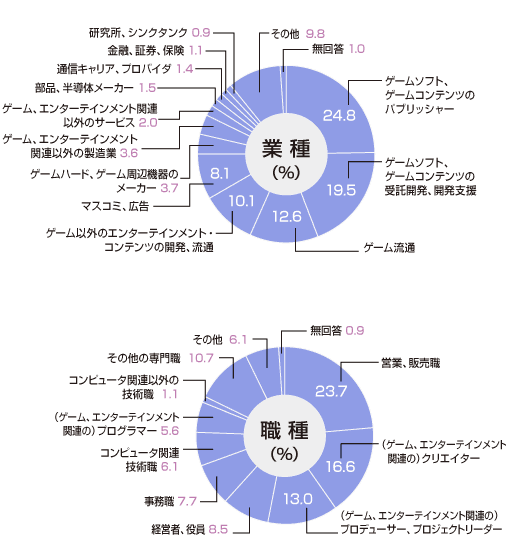 研究所、シンクタンク 0.9
その他 9.8
金融、証券、保険 1.1
無回答 1.0
通信キャリア、プロバイダ 1.4
部品、半導体メーカー 1.5
ゲーム、エンターテインメント関連
以外のサービス 2.0
ゲーム、エンターテインメント
関連以外の製造業 3.6
ゲームハード、ゲーム周辺機器の
メーカー 3.7
マスコミ、広告
8.1
ゲーム以外のエンターテインメント・
コンテンツの開発、流通
10.1
12.6
ゲーム流通
19.5
ゲームソフト、
ゲームコンテンツの
受託開発、開発支援
24.8
ゲームソフト、
ゲームコンテンツの
パブリッシャー
業種
(%)
無回答 0.9
その他 6.1
その他の専門職 10.7
営業、販売職
23.7
コンピュータ関連以外の
技術職 1.1
(ゲーム、エンターテインメント
関連の)プログラマー 5.6
コンピュータ関連
技術職 6.1
事務職 7.7
経営者、役員 8.5
13.0
(ゲーム、エンターテインメント関連の)
プロデューサー、プロジェクトリーダー
16.6
(ゲーム、エンターテインメント
関連の)クリエイター
職種
(%)